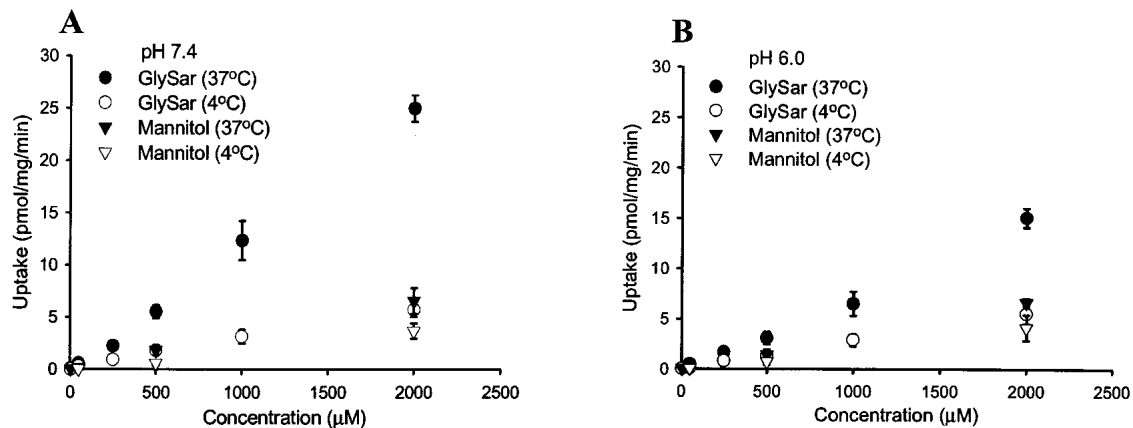 A
pH 7.4
GlySar (37ºC)
GlySar (4ºC)
Mannitol (37ºC)
Mannitol (4ºC)
30
25
20
15
10
5
0
Uptake (pmol/mg/min)
0 500 1000 1500 2000 2500
Concentration (μM)
B
pH 6.0
GlySar (37ºC)
GlySar (4ºC)
Mannitol (37ºC)
Mannitol (4ºC)
30
25
20
15
10
5
0
Uptake (pmol/mg/min)
0 500 1000 1500 2000 2500
Concentration (μM)